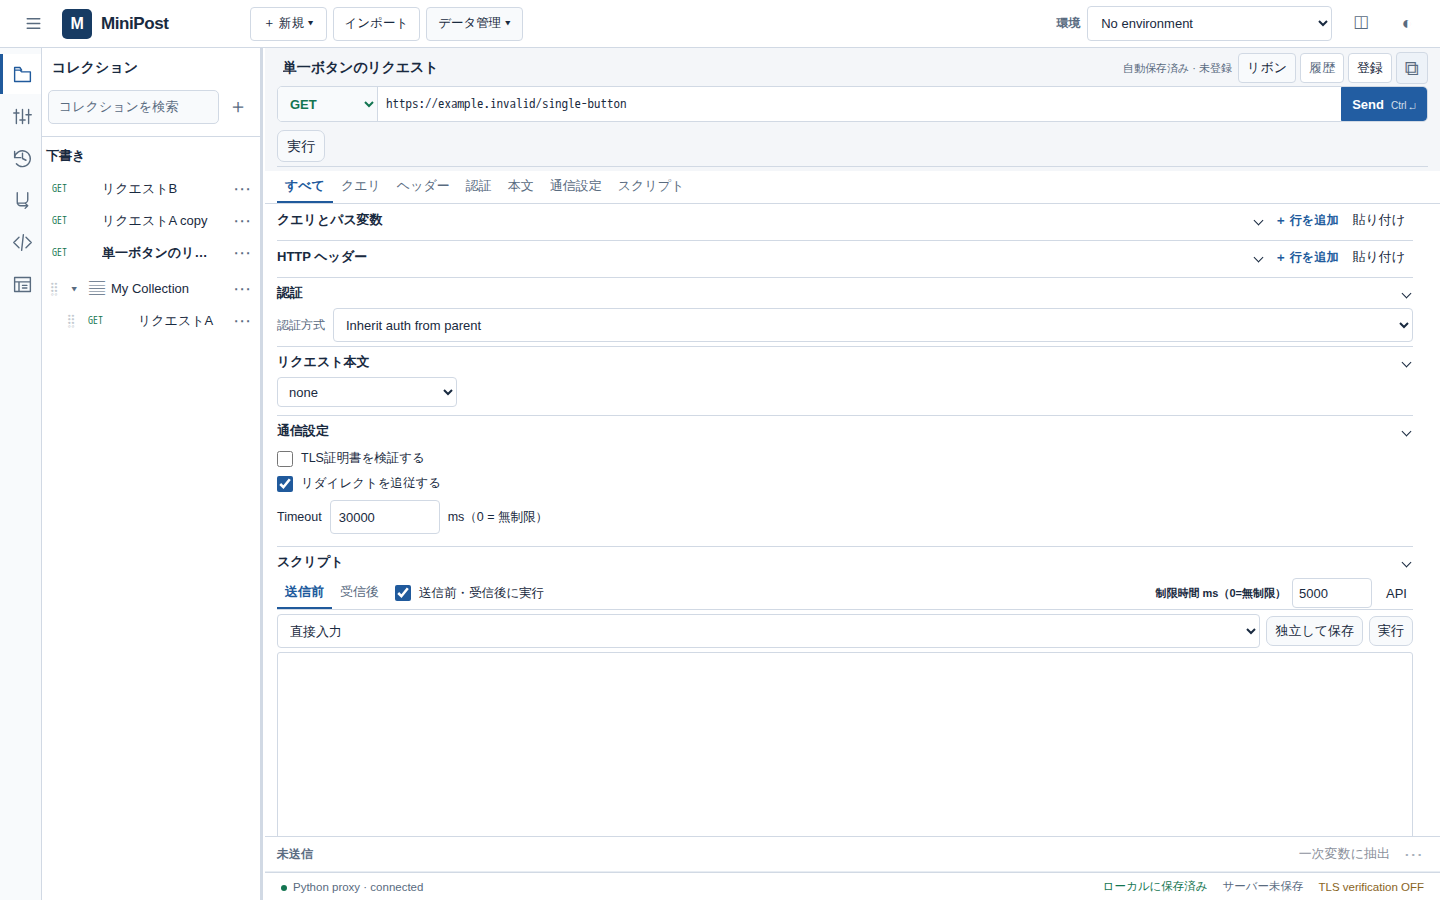 M MiniPost ＋ 新規 ▾ インポート データ管理 ▾ 環境 No environment
コレクション
コレクションを検索 ＋
下書き
GET リクエストB ···
GET リクエストA copy ···
GET 単一ボタンのリ… ···
▾ My Collection ···
GET リクエストA ···
単一ボタンのリクエスト 自動保存済み · 未登録 リボン 履歴 登録
GET https://example.invalid/single-button Send Ctrl ⏎
実行
すべて クエリ ヘッダー 認証 本文 通信設定 スクリプト
クエリとパス変数 ＋ 行を追加 貼り付け
HTTP ヘッダー ＋ 行を追加 貼り付け
認証
認証方式 Inherit auth from parent
リクエスト本文
none
通信設定
TLS証明書を検証する
リダイレクトを追従する
Timeout 30000 ms（0 = 無制限）
スクリプト
送信前 受信後 送信前・受信後に実行 制限時間 ms（0=無制限） 5000 API
直接入力 独立して保存 実行
未送信 一次変数に抽出 ···
Python proxy · connected ローカルに保存済み サーバー未保存 TLS verification OFF